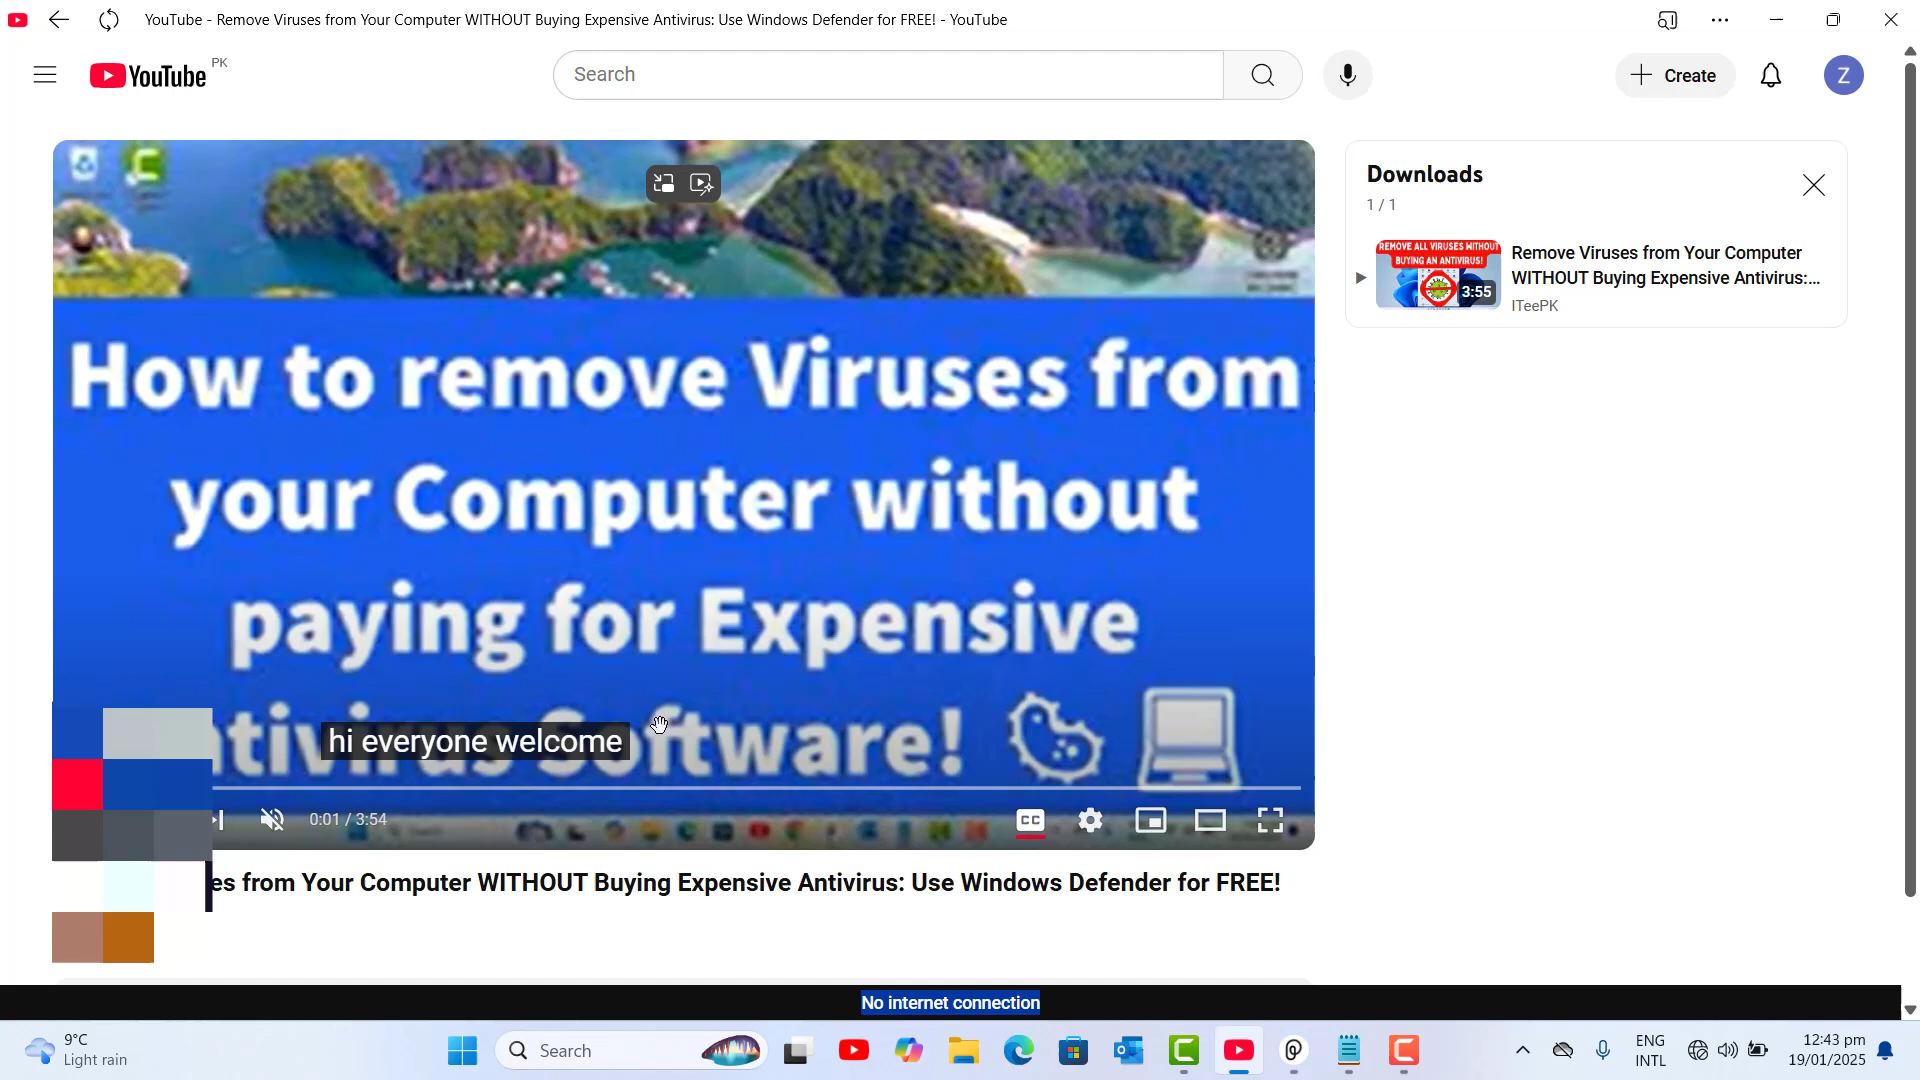 YouTube - Remove Viruses from Your Computer WITHOUT Buying Expensive Antivirus: Use Windows Defender for FREE! - YouTube
YouTube PK
Search
Create
Z
How to remove Viruses from
your Computer without
paying for Expensive
ntivirus Software!
hi everyone welcome
0:01 / 3:54
CC
es from Your Computer WITHOUT Buying Expensive Antivirus: Use Windows Defender for FREE!
Downloads
1 / 1
REMOVE ALL VIRUSES WITHOUT
BUYING AN ANTIVIRUS!
3:55
Remove Viruses from Your Computer
WITHOUT Buying Expensive Antivirus:...
ITeePK
No internet connection
9°C
Light rain
Search
ENG
INTL
12:43 pm
19/01/2025